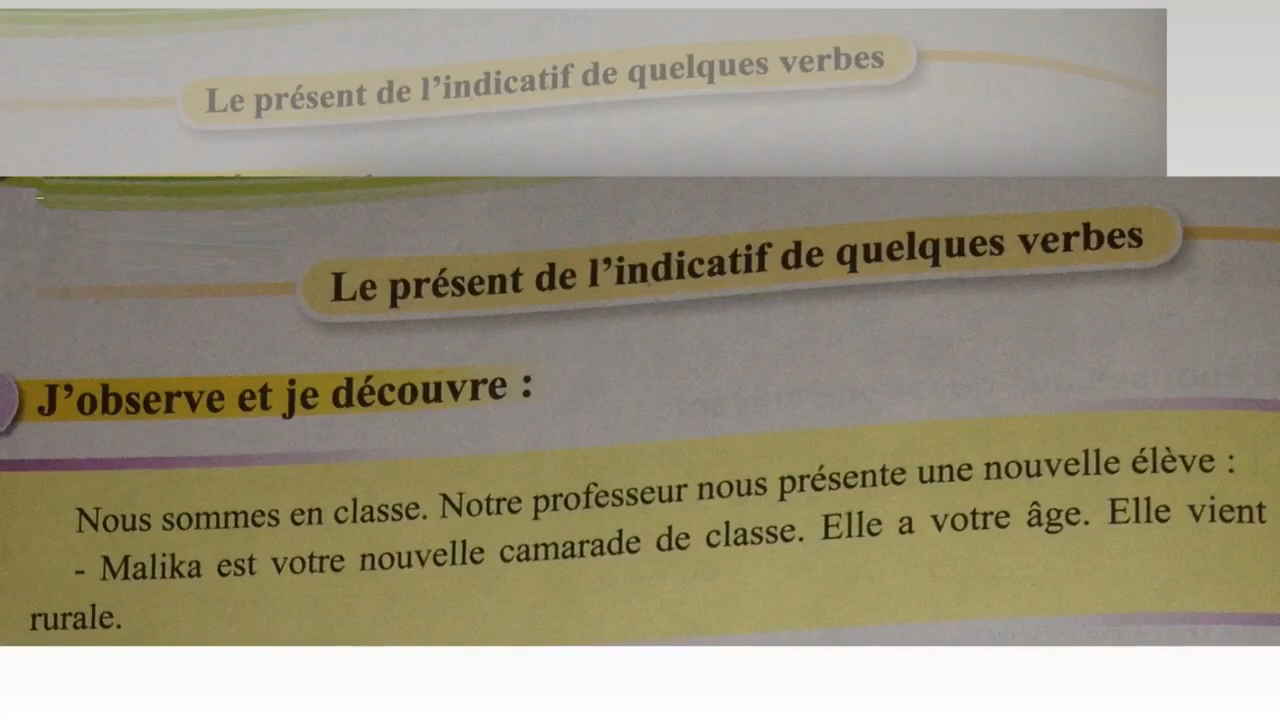 Le présent de l'indicatif de quelques verbes
Le présent de l'indicatif de quelques verbes
J'observe et je découvre :
Nous sommes en classe. Notre professeur nous présente une nouvelle élève :
- Malika est votre nouvelle camarade de classe. Elle a votre âge. Elle vient
rurale.